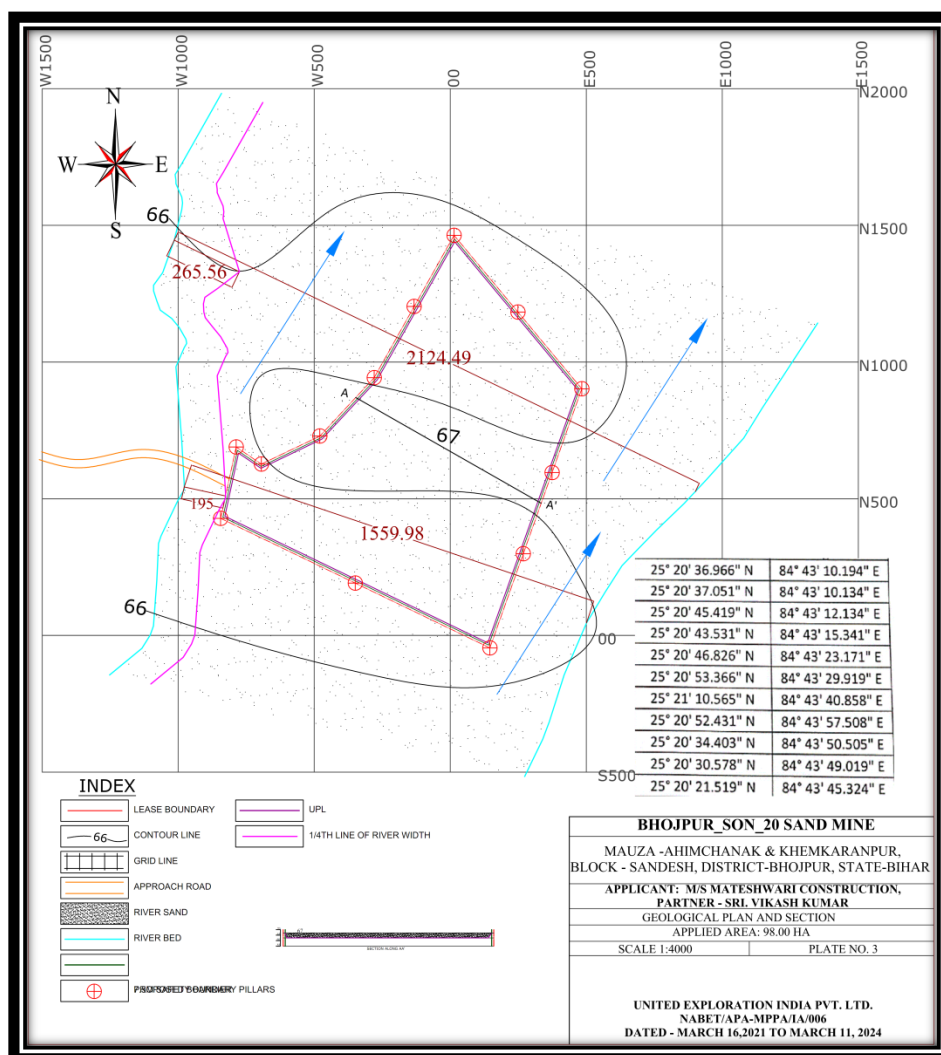 W1500
W1000
W500
00
E500
E1000
E1500
N2000
N
W E
S
66
N1500
265.56
2124.49
N1000
A
67
A'
195
N500
1559.98
66
00
25° 20' 36.966" N 84° 43' 10.194" E
25° 20' 37.051" N 84° 43' 10.134" E
25° 20' 45.419" N 84° 43' 12.134" E
25° 20' 43.531" N 84° 43' 15.341" E
25° 20' 46.826" N 84° 43' 23.171" E
25° 20' 53.366" N 84° 43' 29.919" E
25° 21' 10.565" N 84° 43' 40.858" E
25° 20' 52.431" N 84° 43' 57.508" E
25° 20' 34.403" N 84° 43' 50.505" E
25° 20' 30.578" N 84° 43' 49.019" E
25° 20' 21.519" N 84° 43' 45.324" E
S500
INDEX
LEASE BOUNDARY
UPL
66 CONTOUR LINE
1/4TH LINE OF RIVER WIDTH
GRID LINE
APPROACH ROAD
RIVER SAND
RIVER BED
PILLARS
SECTION ALONG AA'
BHOJPUR_SON_20 SAND MINE
MAUZA -AHIMCHANAK & KHEMKARANPUR,
BLOCK - SANDESH, DISTRICT-BHOJPUR, STATE-BIHAR
APPLICANT: M/S MATESHWARI CONSTRUCTION,
PARTNER - SRI. VIKASH KUMAR
GEOLOGICAL PLAN AND SECTION
APPLIED AREA: 98.00 HA
SCALE 1:4000 PLATE NO. 3
UNITED EXPLORATION INDIA PVT. LTD.
NABET/APA-MPPA/IA/006
DATED - MARCH 16,2021 TO MARCH 11, 2024